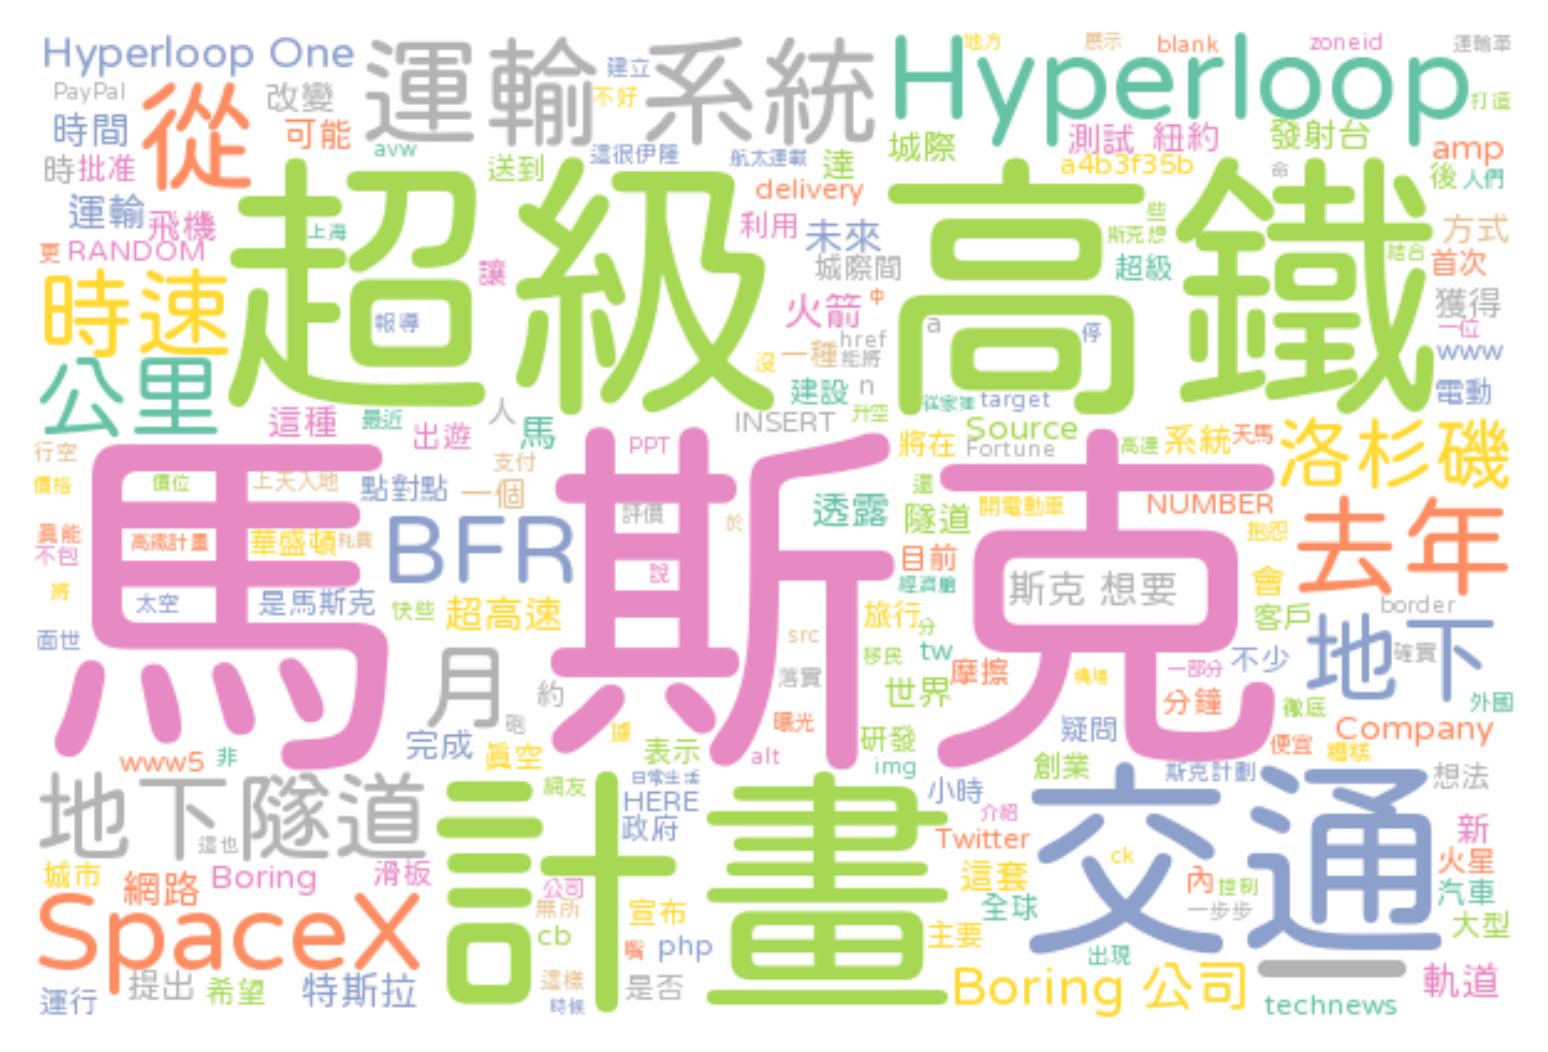 Hyperloop One
運輸系統
建立
不好
Hyperloop
地方
展示
blank
zoneid
運輸革
打造
PayPal
改變
從
時間
可能
avw
時
批准
送到
這很伊隆
航太運載
達
城際
測試
紐約
發射台
a4b3f35b
amp
後
人們
命
delivery
運輸
飛機
RANDOM
更
上海
超級高鐵
讓
利用
未來
城際間
超級
些
斯克想
方式
結合
首次
時速
報導
火箭
中
a
href
能將
一種
沒
停
獲得
一位
www
公里
建設
n
電動
這種
最近
出遊
人
馬
INSERT
升空
從家裡
target
Source
Fortune
將在
高達
系統
天馬
洛杉磯
行空
價格
價位
上天入地
點對點
支付
一個
PPT
馬斯克
透露
還
隧道
開電動車
NUMBER
抱怨
去年
真能
不包
高鐵計畫
華盛頓
耗費
BFR
評價
於
說
目前
經濟艙
斯克 想要
會
客戶
border
將
太空
是馬斯克
快些
超高速
旅行
分
面世
src
移民
tw
地下
確實
月
約
砲
落實
世界
摩擦
機場
一部分
不少
分鐘
徹底
外國
曝光
疑問
Company
www5
非
完成
真空
據
表示
alt
研發
img
創業
便宜
糟糕
斯克計劃
想法
地下隧道
這也
計畫
網友
日常生活
HERE
政府
小時
介紹
Twitter
交通
ck
新
火星
城市
網路
Boring
滑板
公司
無所
宣布
這套
全球
內
控制
一步步
汽車
大型
SpaceX
cb
嘴
php
主要
出現
運行
提出
希望
特斯拉
這樣
時候
是否
Boring 公司
一
technews
軌道